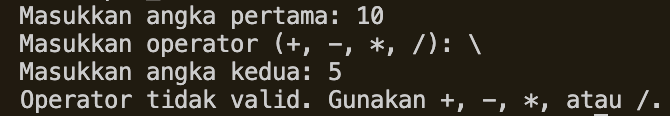 Masukkan angka pertama: 10
Masukkan operator (+, -, *, /): \
Masukkan angka kedua: 5
Operator tidak valid. Gunakan +, -, *, atau /.